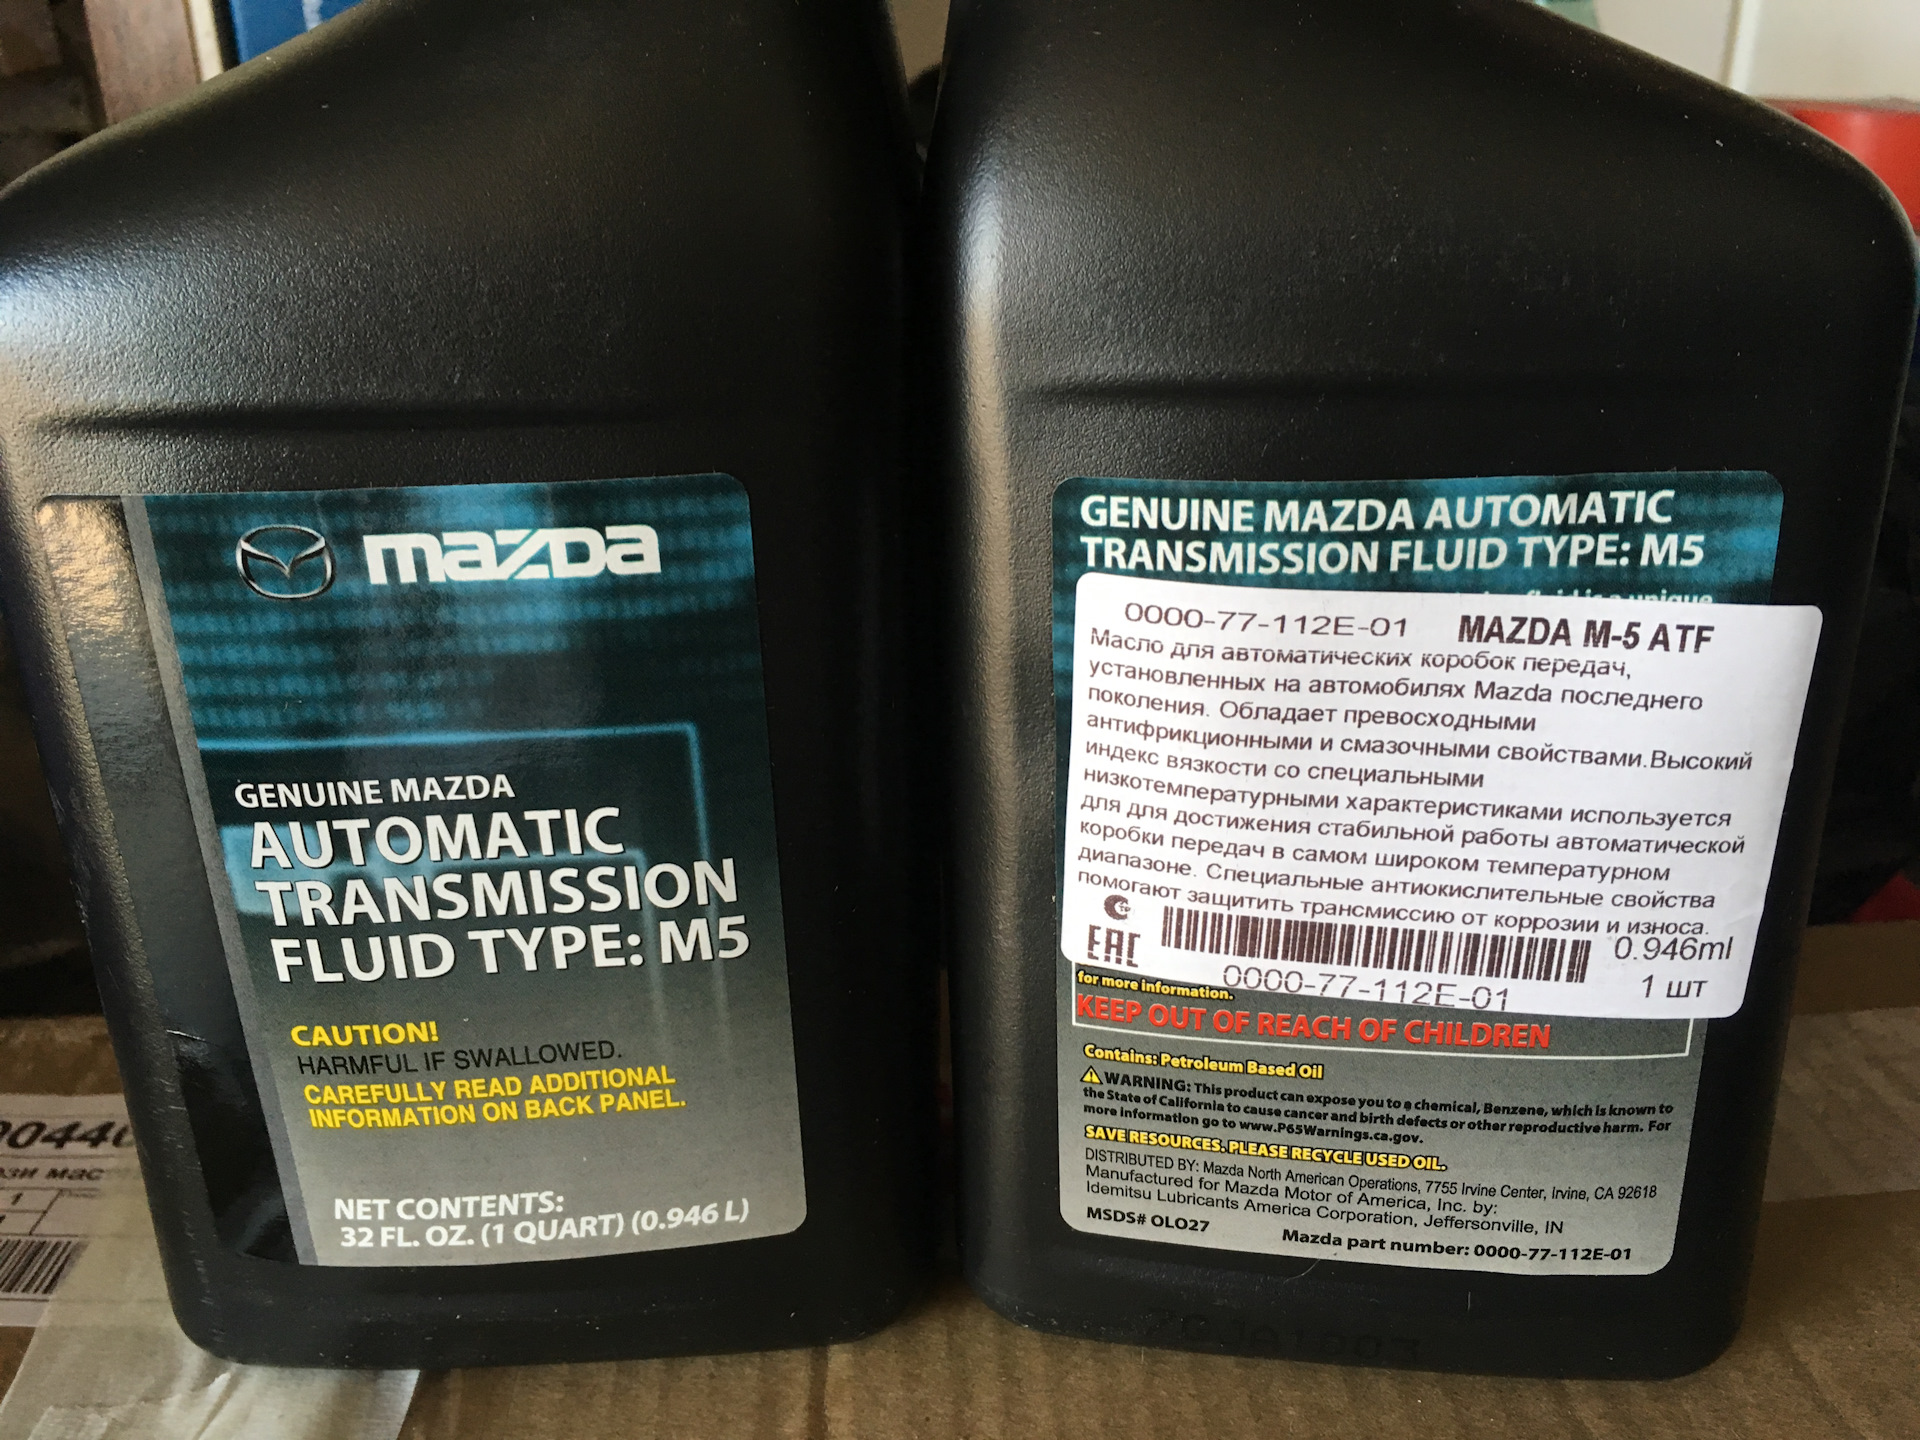 mazda
GENUINE MAZDA
AUTOMATIC
TRANSMISSION
FLUID TYPE: M5
CAUTION!
HARMFUL IF SWALLOWED.
CAREFULLY READ ADDITIONAL
INFORMATION ON BACK PANEL.
NET CONTENTS:
32 FL. OZ. (1 QUART) (0.946 L)
GENUINE MAZDA AUTOMATIC
TRANSMISSION FLUID TYPE: M5
fluid is a unique
0000-77-112E-01 MAZDA M-5 ATF
Масло для автоматических коробок передач,
установленных на автомобилях Mazda последнего
поколения. Обладает превосходными
антифрикционными и смазочными свойствами.Высокий
индекс вязкости со специальными
низкотемпературными характеристиками используется
для для достижения стабильной работы автоматической
коробки передач в самом широком температурном
диапазоне. Специальные антиокислительные свойства
помогают защитить трансмиссию от коррозии и износа.
EAC
0.946ml
0000-77-112E-01
1 шт
for more information.
KEEP OUT OF REACH OF CHILDREN
Contains: Petroleum Based Oil
WARNING: This product can expose you to a chemical, Benzene, which is known to
the State of California to cause cancer and birth defects or other reproductive harm. For
more information go to www.P65Warnings.ca.gov.
SAVE RESOURCES. PLEASE RECYCLE USED OIL.
DISTRIBUTED BY: Mazda North American Operations, 7755 Irvine Center, Irvine, CA 92618
Manufactured for Mazda Motor of America, Inc. by:
Idemitsu Lubricants America Corporation, Jeffersonville, IN
MSDS# OLO27
Mazda part number: 0000-77-112E-01
0044
мас
1